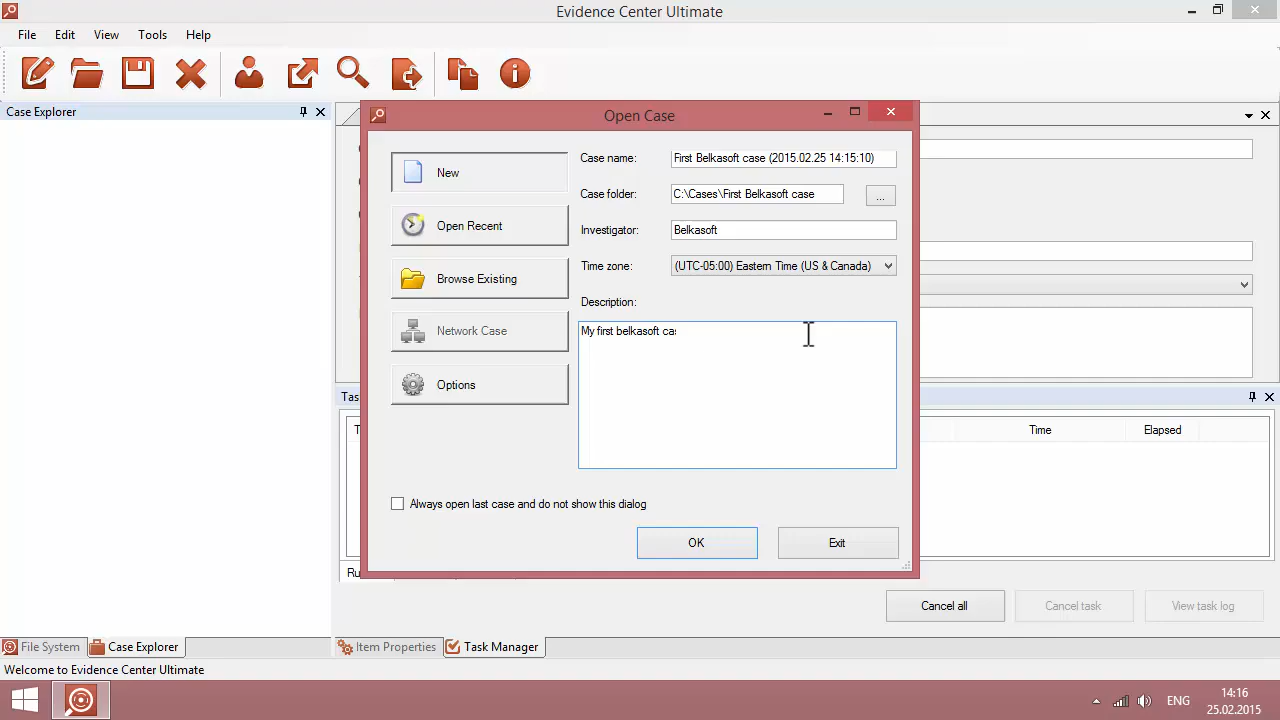 Evidence Center Ultimate
File Edit View Tools Help
Case Explorer
Open Case
New
Case name: First Belkasoft case (2015.02.25 14:15:10)
Case folder: C:\Cases\First Belkasoft case ...
Open Recent
Investigator: Belkasoft
Time zone: (UTC-05:00) Eastern Time (US & Canada)
Browse Existing
Description:
Network Case
My first belkasoft cas
Options
Time Elapsed
Always open last case and do not show this dialog
OK Exit
Cancel all Cancel task View task log
File System Case Explorer Item Properties Task Manager
Welcome to Evidence Center Ultimate
ENG
14:16
25.02.2015